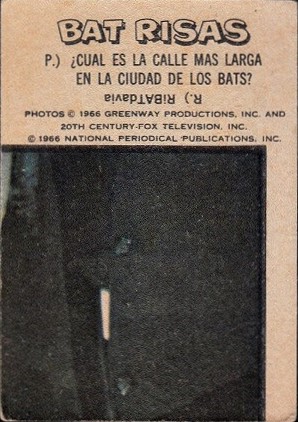 BAT RISAS
P.) ¿CUAL ES LA CALLE MAS LARGA
EN LA CIUDAD DE LOS BATS?
R.) RiBATdavia
PHOTOS © 1966 GREENWAY PRODUCTIONS, INC. AND
20TH CENTURY-FOX TELEVISION, INC.
© 1966 NATIONAL PERIODICAL PUBLICATIONS, INC.